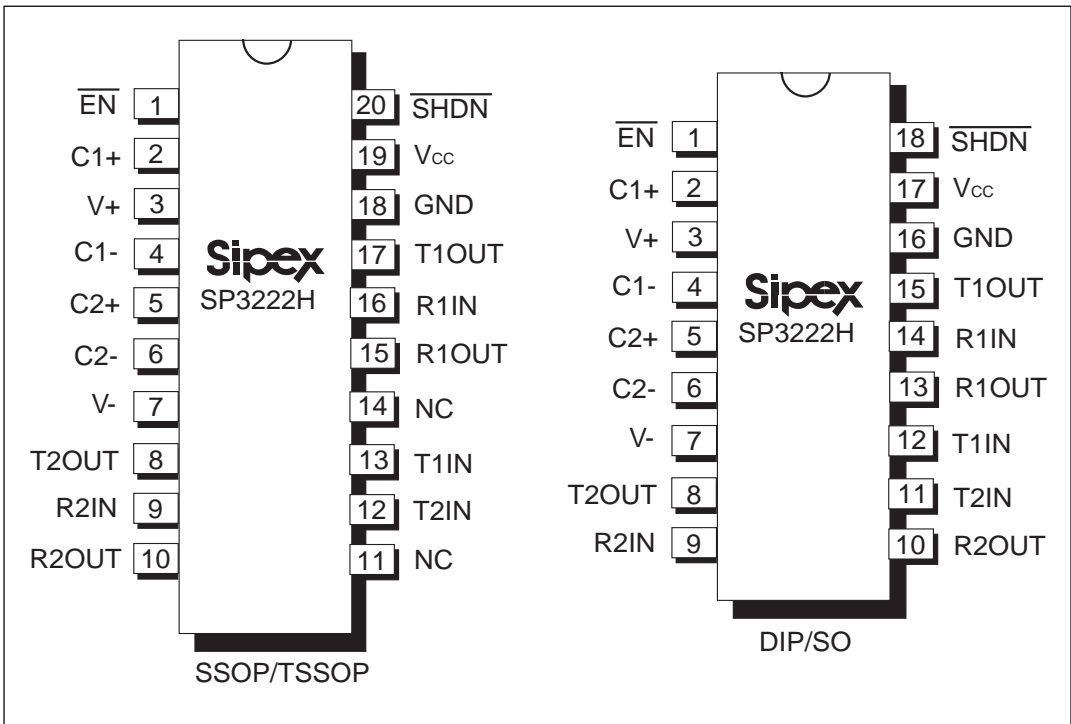 EN 1 20 SHDN
C1+ 2 19 Vcc
V+ 3 18 GND
C1- 4 17 T1OUT
C2+ 5 16 R1IN
C2- 6 15 R1OUT
V- 7 14 NC
T2OUT 8 13 T1IN
R2IN 9 12 T2IN
R2OUT 10 11 NC
Sipex
SP3222H
SSOP/TSSOP
EN 1 18 SHDN
C1+ 2 17 Vcc
V+ 3 16 GND
C1- 4 15 T1OUT
C2+ 5 14 R1IN
C2- 6 13 R1OUT
V- 7 12 T1IN
T2OUT 8 11 T2IN
R2IN 9 10 R2OUT
Sipex
SP3222H
DIP/SO